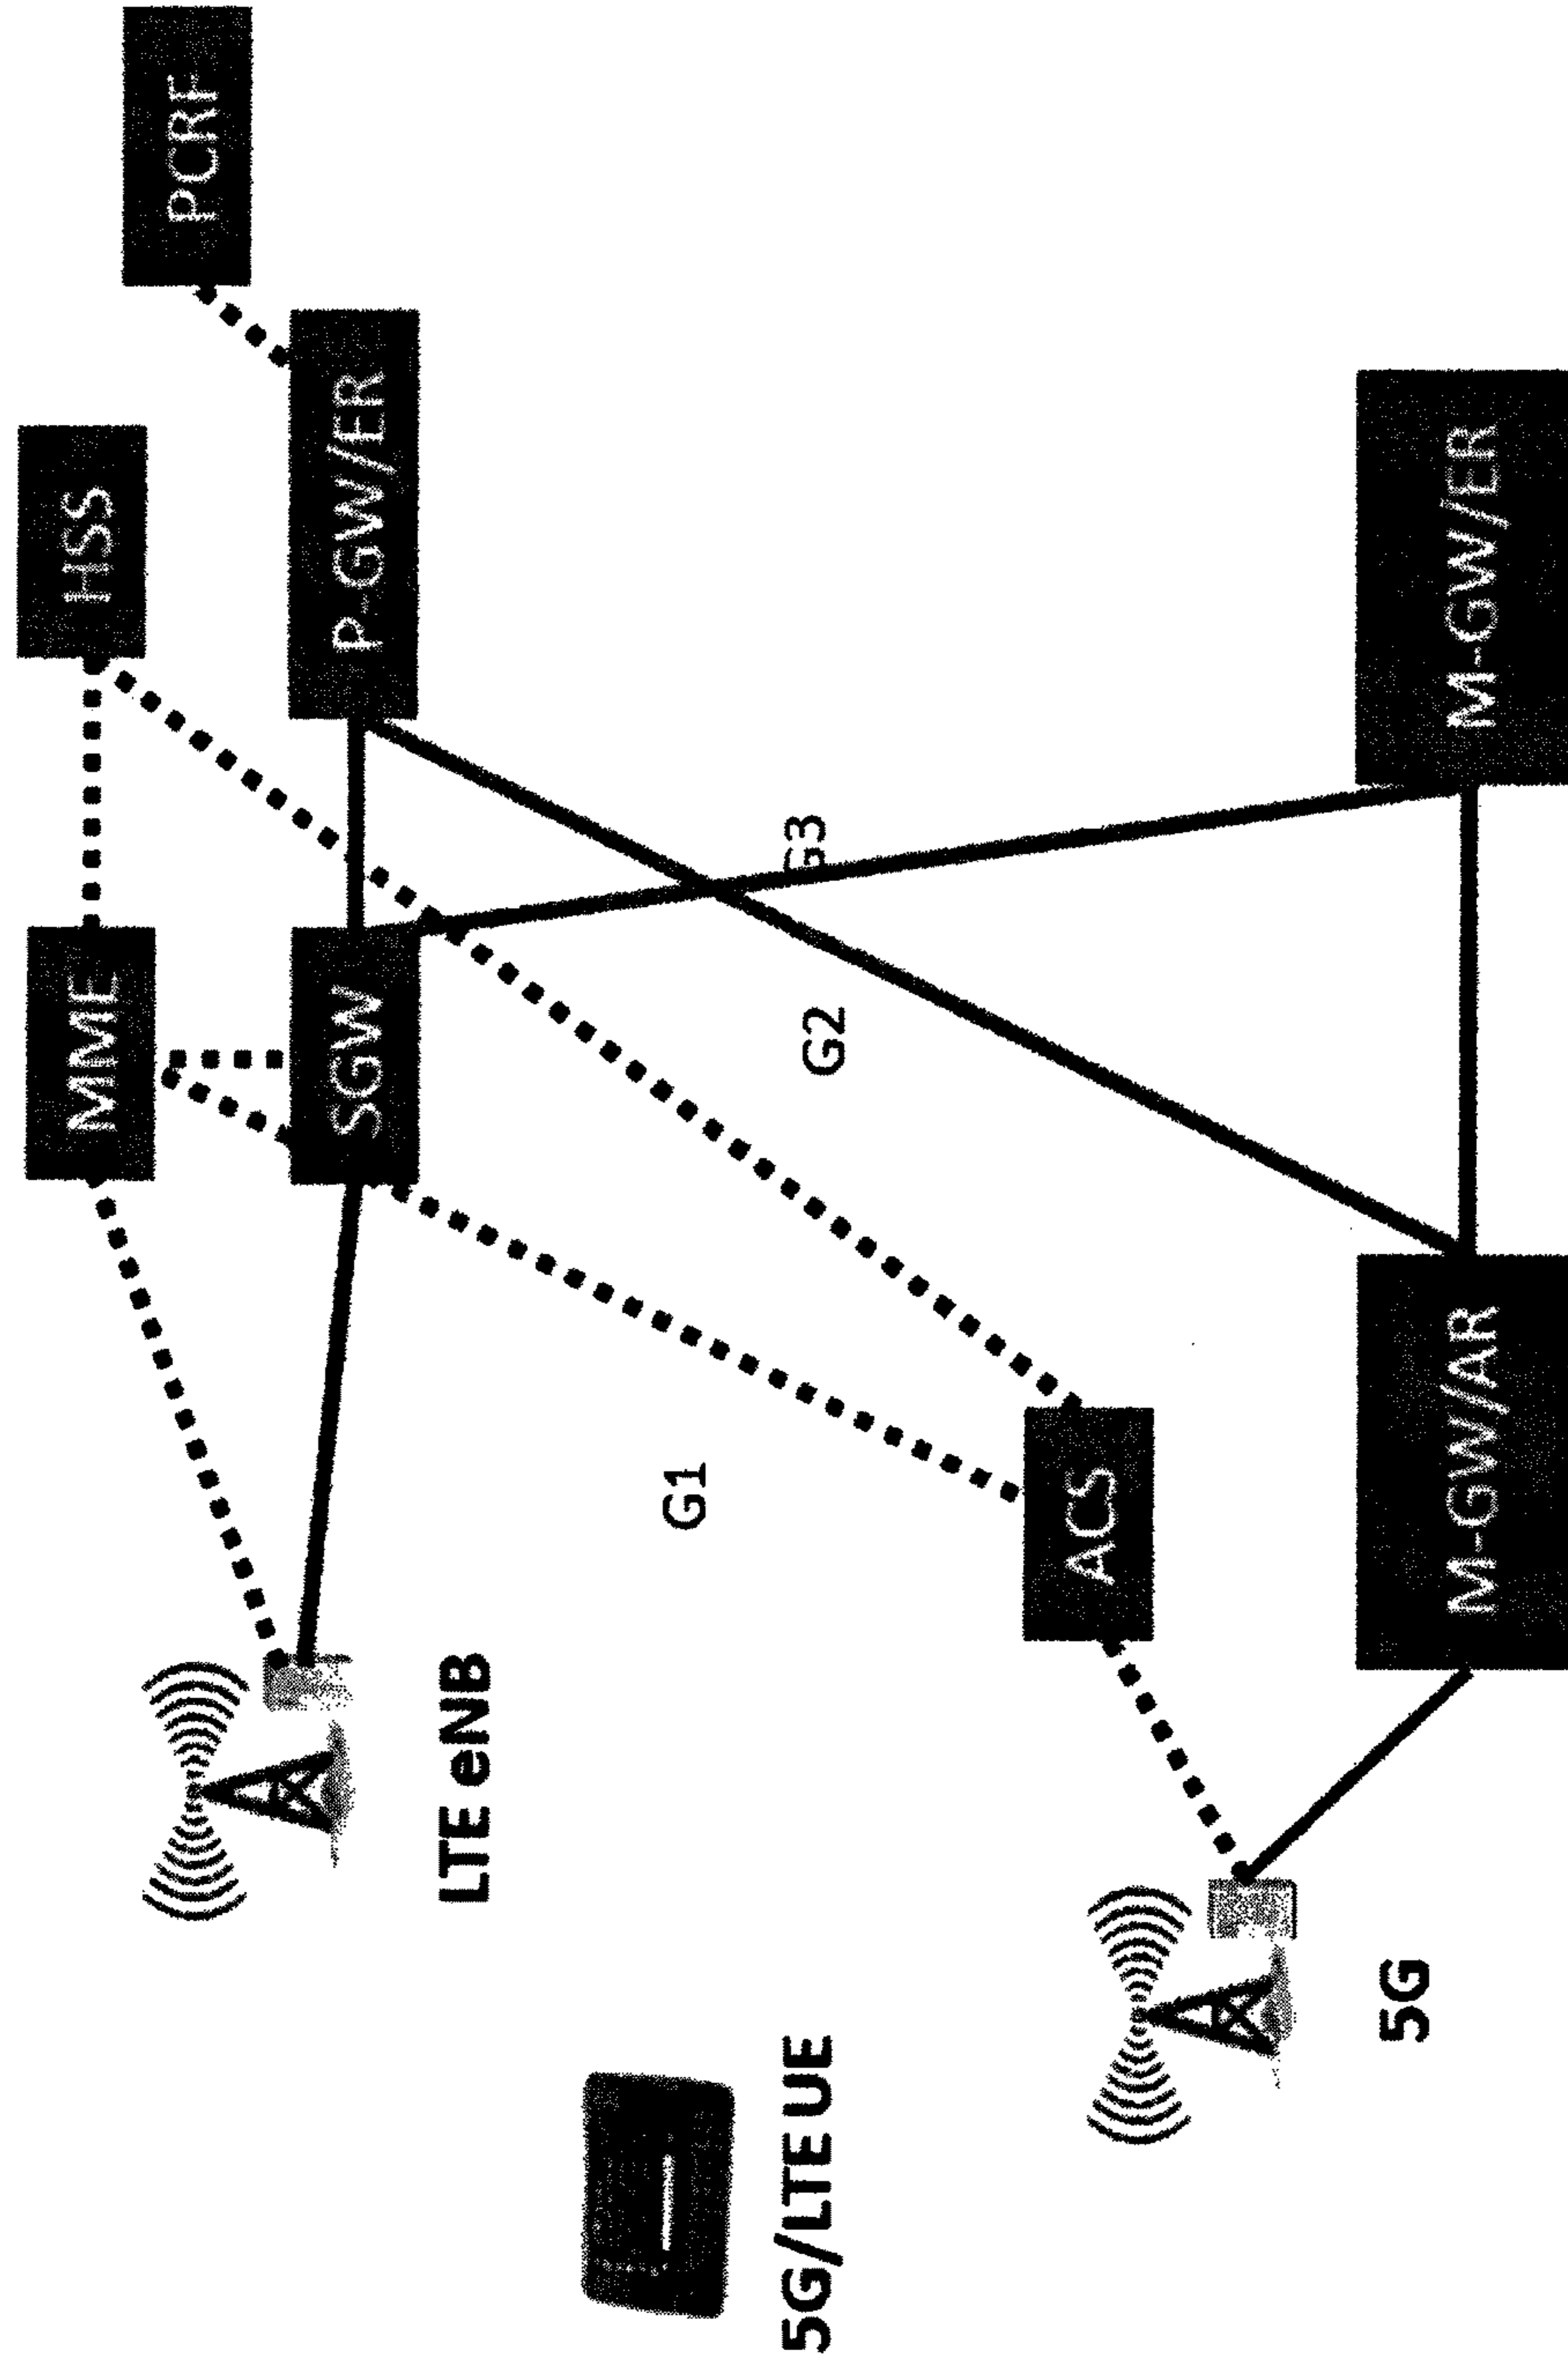 MME
HSS
PCRF
LTE eNB
SGW
P-GW/ER
G1
G2
G3
5G/LTE UE
ACS
5G
M-GW/AR
M-GW/ER